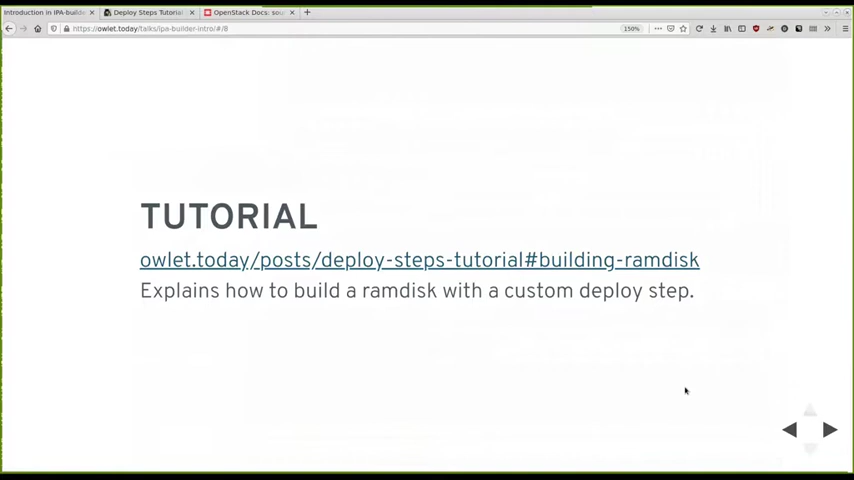 Introduction in IPA-builde
Deploy Steps Tutorial
OpenStack Docs: sou
https://owlet.today/talks/ipa-builder-intro/#/8
150%
TUTORIAL
owlet.today/posts/deploy-steps-tutorial#building-ramdisk
Explains how to build a ramdisk with a custom deploy step.